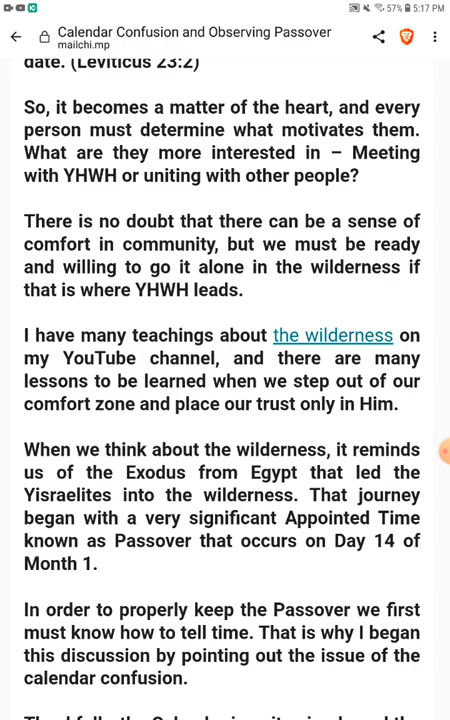 57% 5:17 PM
Calendar Confusion and Observing Passover
mailchi.mp
date. (Leviticus 23:2)
So, it becomes a matter of the heart, and every
person must determine what motivates them.
What are they more interested in – Meeting
with YHWH or uniting with other people?
There is no doubt that there can be a sense of
comfort in community, but we must be ready
and willing to go it alone in the wilderness if
that is where YHWH leads.
I have many teachings about the wilderness on
my YouTube channel, and there are many
lessons to be learned when we step out of our
comfort zone and place our trust only in Him.
When we think about the wilderness, it reminds
us of the Exodus from Egypt that led the
Yisraelites into the wilderness. That journey
began with a very significant Appointed Time
known as Passover that occurs on Day 14 of
Month 1.
In order to properly keep the Passover we first
must know how to tell time. That is why I began
this discussion by pointing out the issue of the
calendar confusion.